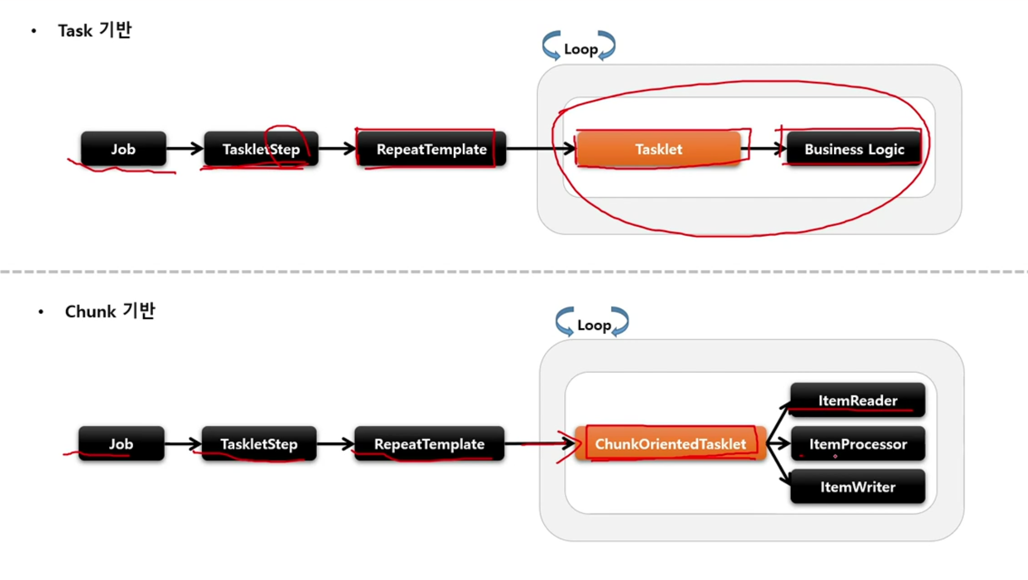 • Task 기반
Loop
Job
TaskletStep
RepeatTemplate
Tasklet
Business Logic
• Chunk 기반
Loop
Job
TaskletStep
RepeatTemplate
ChunkOrientedTasklet
ItemReader
ItemProcessor
ItemWriter